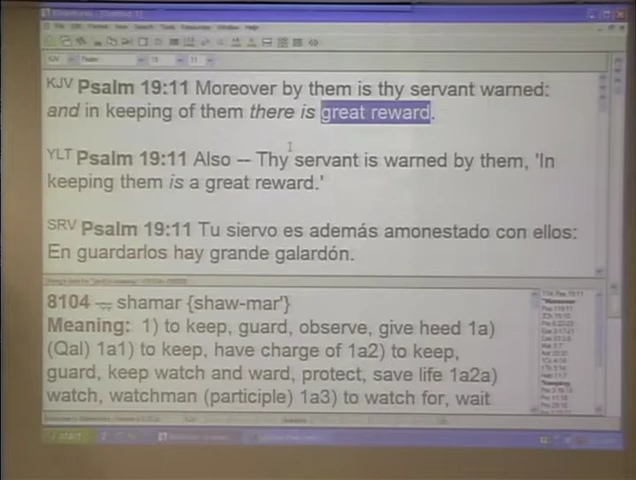 KJV Psalm 19:11 Moreover by them is thy servant warned:
and in keeping of them there is great reward.
YLT Psalm 19:11 Also – Thy servant is warned by them, 'In
keeping them is a great reward.'
SRV Psalm 19:11 Tu siervo es además amonestado con ellos:
En guardarlos hay grande galardón.
8104 shamar {shaw-mar'}
Meaning: 1) to keep, guard, observe, give heed 1a)
(Qal) 1a1) to keep, have charge of 1a2) to keep,
guard, keep watch and ward, protect, save life 1a2a)
watch, watchman (participle) 1a3) to watch for, wait